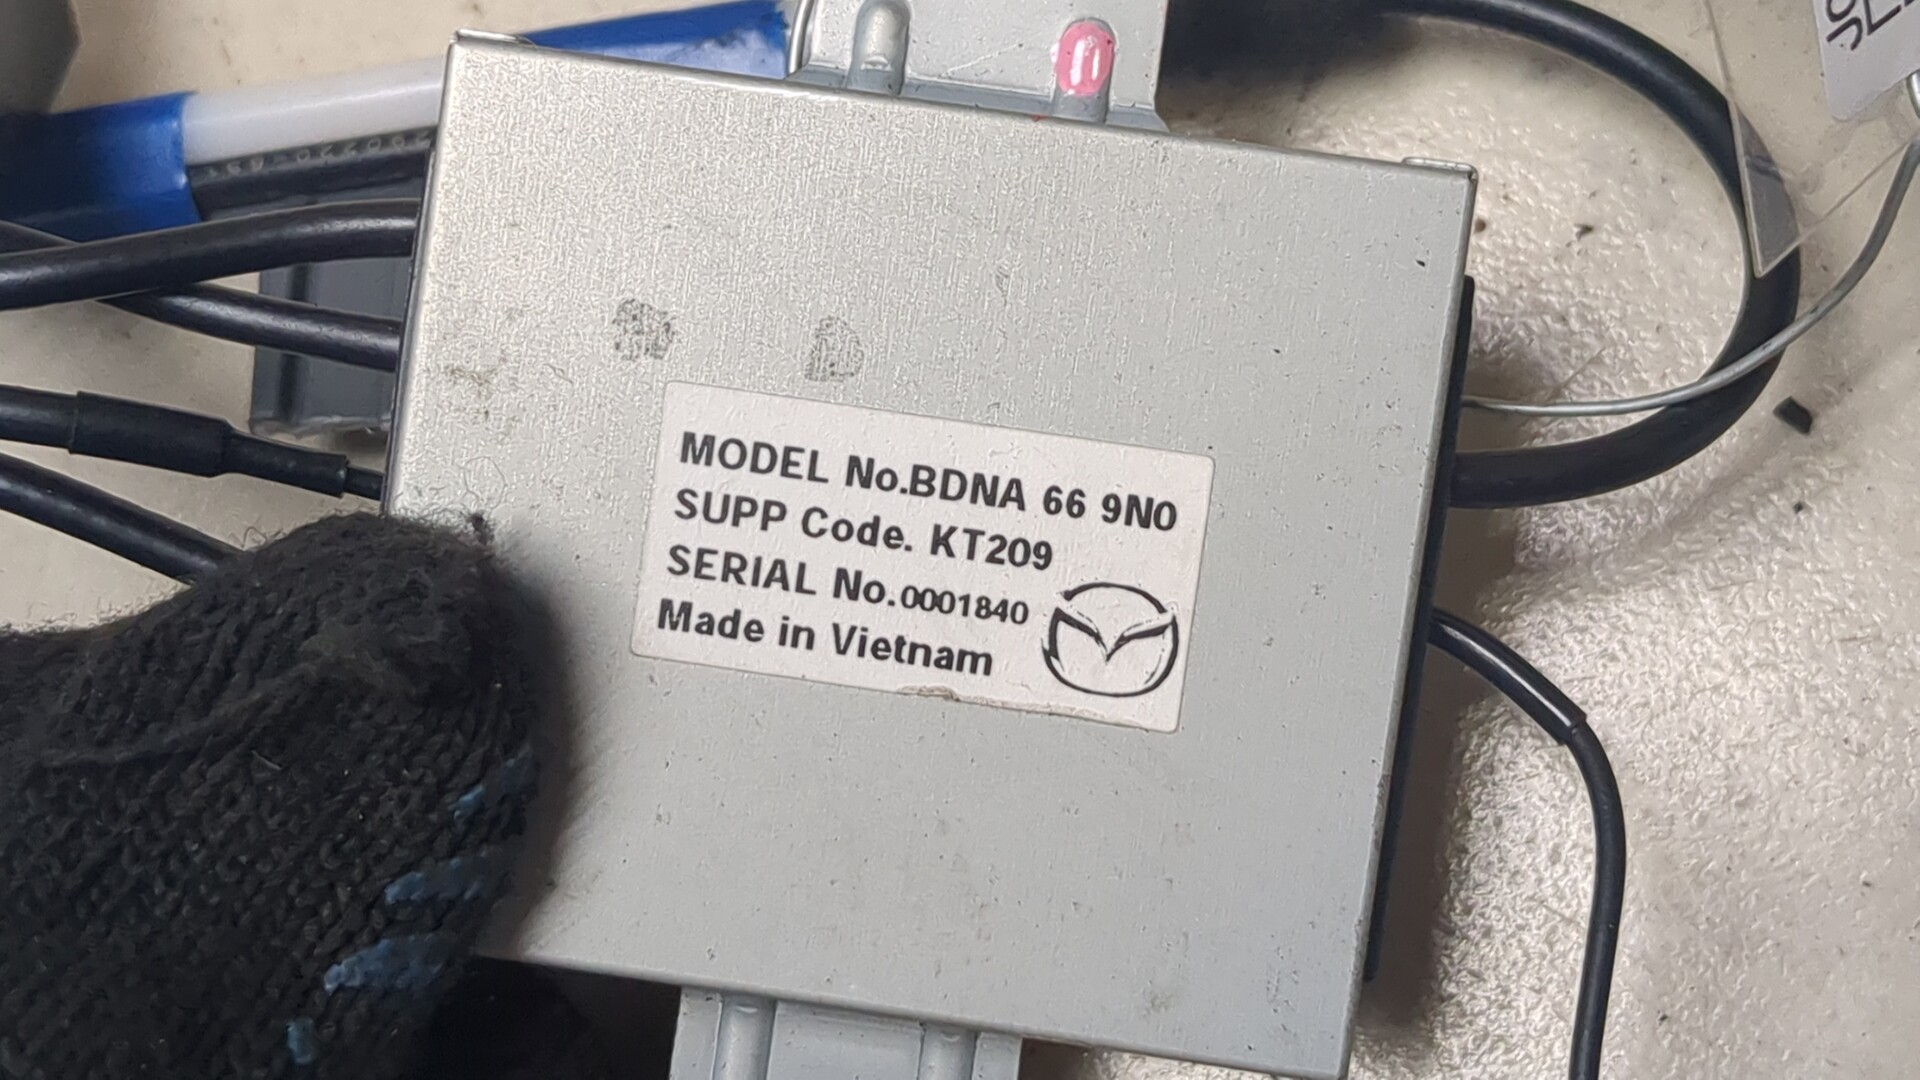 MODEL No.BDNA 66 9N0
SUPP Code. KT209
SERIAL No.0001840
Made in Vietnam